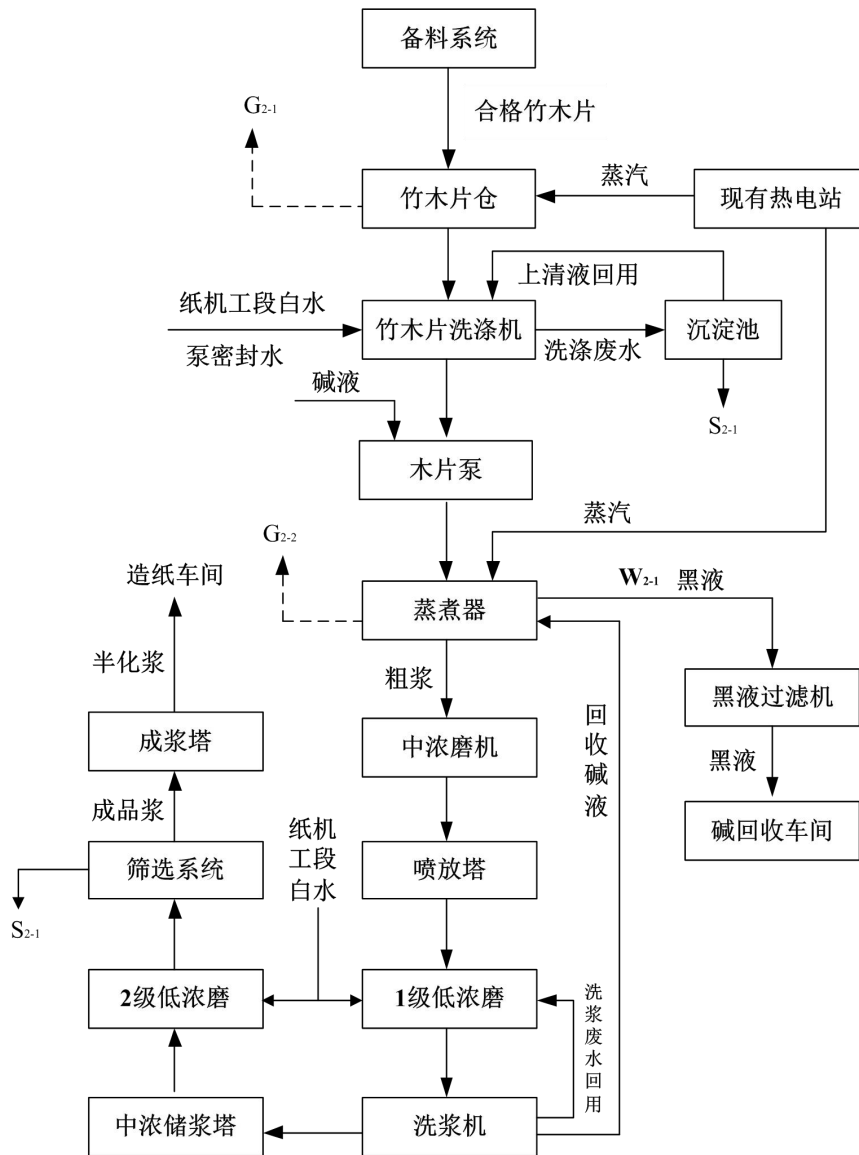 备料系统
G2-1
合格竹木片
蒸汽
竹木片仓
现有热电站
上清液回用
纸机工段白水
竹木片洗涤机
沉淀池
泵密封水
洗涤废水
碱液
S2-1
木片泵
蒸汽
G2-2
造纸车间
W2-1 黑液
蒸煮器
半化浆
粗浆
回收碱液
黑液过滤机
成浆塔
中浓磨机
黑液
成品浆
纸机
工段
白水
碱回收车间
筛选系统
喷放塔
S2-1
2级低浓磨
1级低浓磨
洗浆废水回用
中浓储浆塔
洗浆机